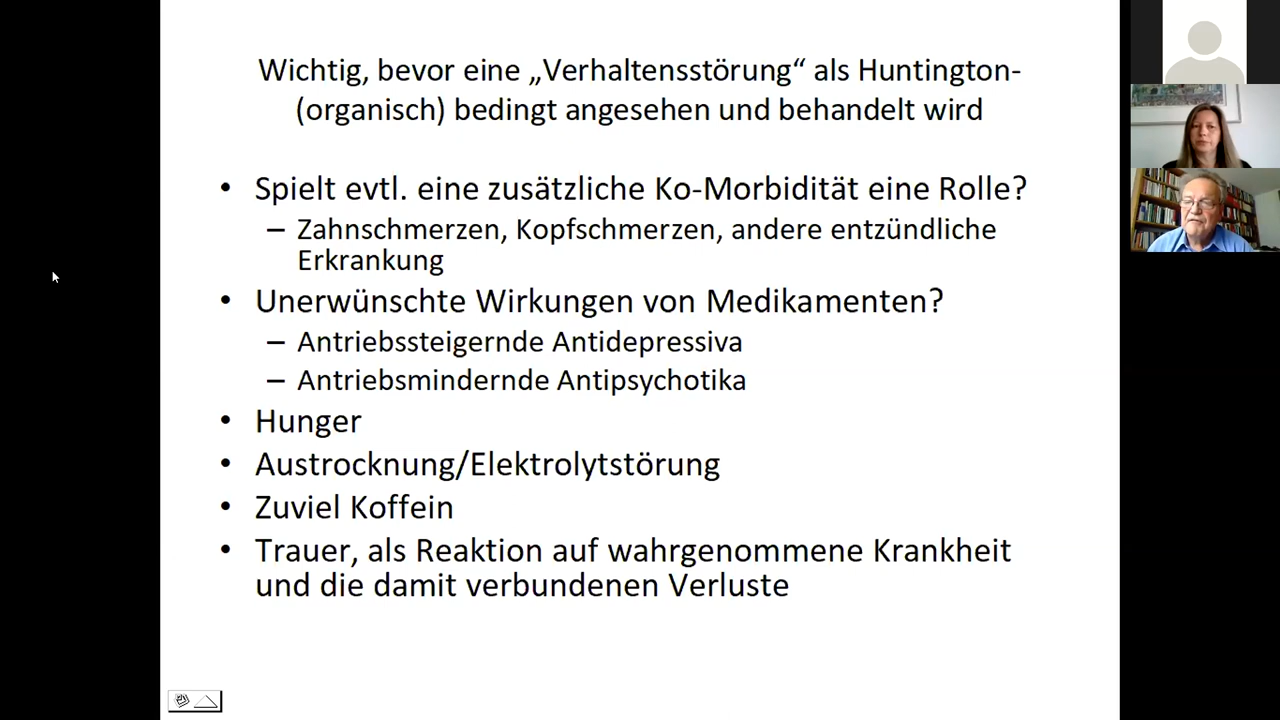 Wichtig, bevor eine „Verhaltensstörung“ als Huntington-
(organisch) bedingt angesehen und behandelt wird
• Spielt evtl. eine zusätzliche Ko-Morbidität eine Rolle?
– Zahnschmerzen, Kopfschmerzen, andere entzündliche
Erkrankung
• Unerwünschte Wirkungen von Medikamenten?
– Antriebssteigernde Antidepressiva
– Antriebsmindernde Antipsychotika
• Hunger
• Austrocknung/Elektrolytstörung
• Zuviel Koffein
• Trauer, als Reaktion auf wahrgenommene Krankheit
und die damit verbundenen Verluste